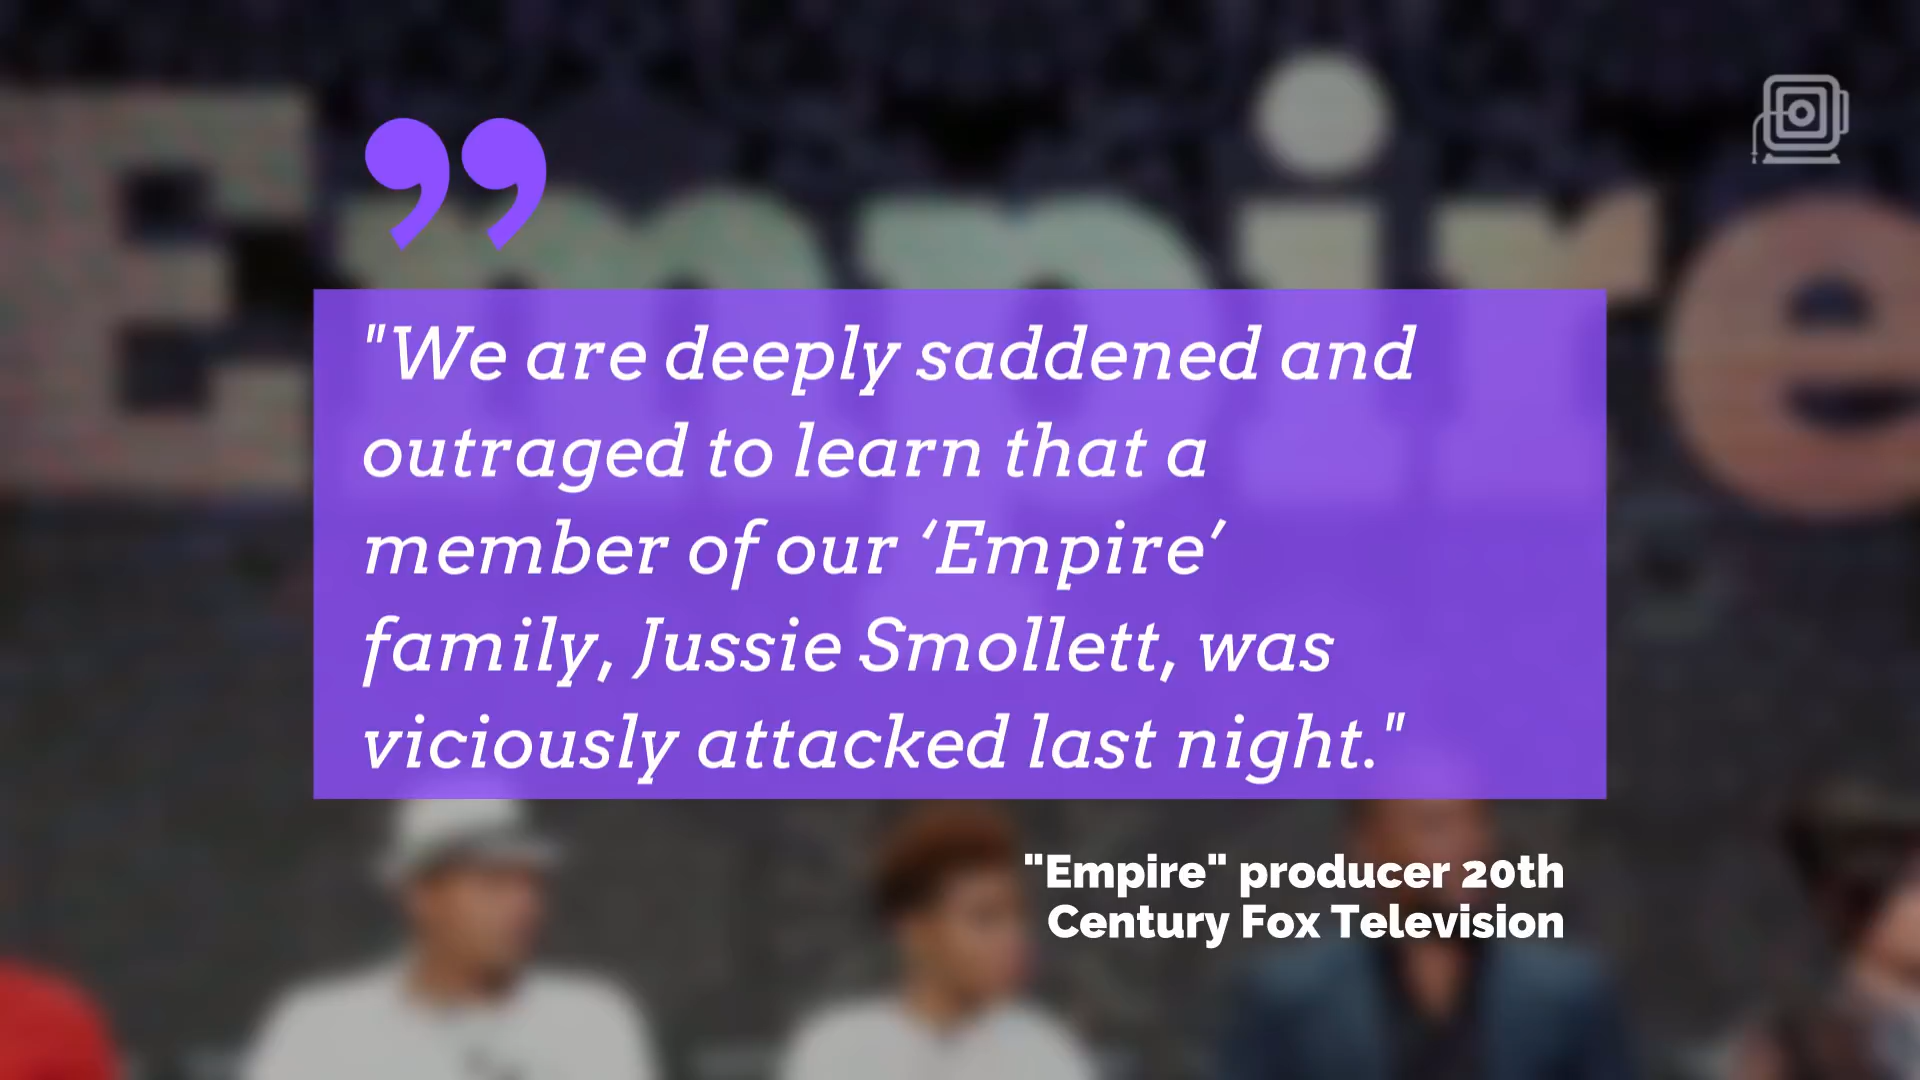 Empire
"We are deeply saddened and
outraged to learn that a
member of our ‘Empire’
family, Jussie Smollett, was
viciously attacked last night."
"Empire" producer 20th
Century Fox Television